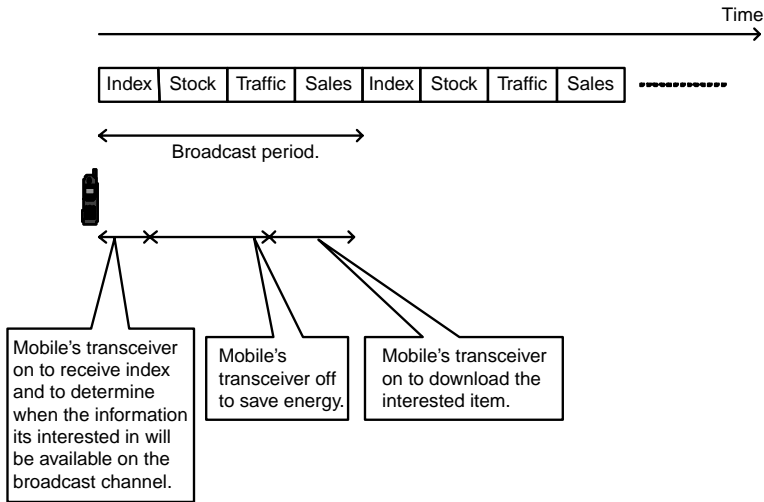 Time
Index Stock Traffic Sales Index Stock Traffic Sales
Broadcast period.
Mobile's transceiver
on to receive index
and to determine
when the information
its interested in will
be available on the
broadcast channel.
Mobile's
transceiver off
to save energy.
Mobile's transceiver
on to download the
interested item.